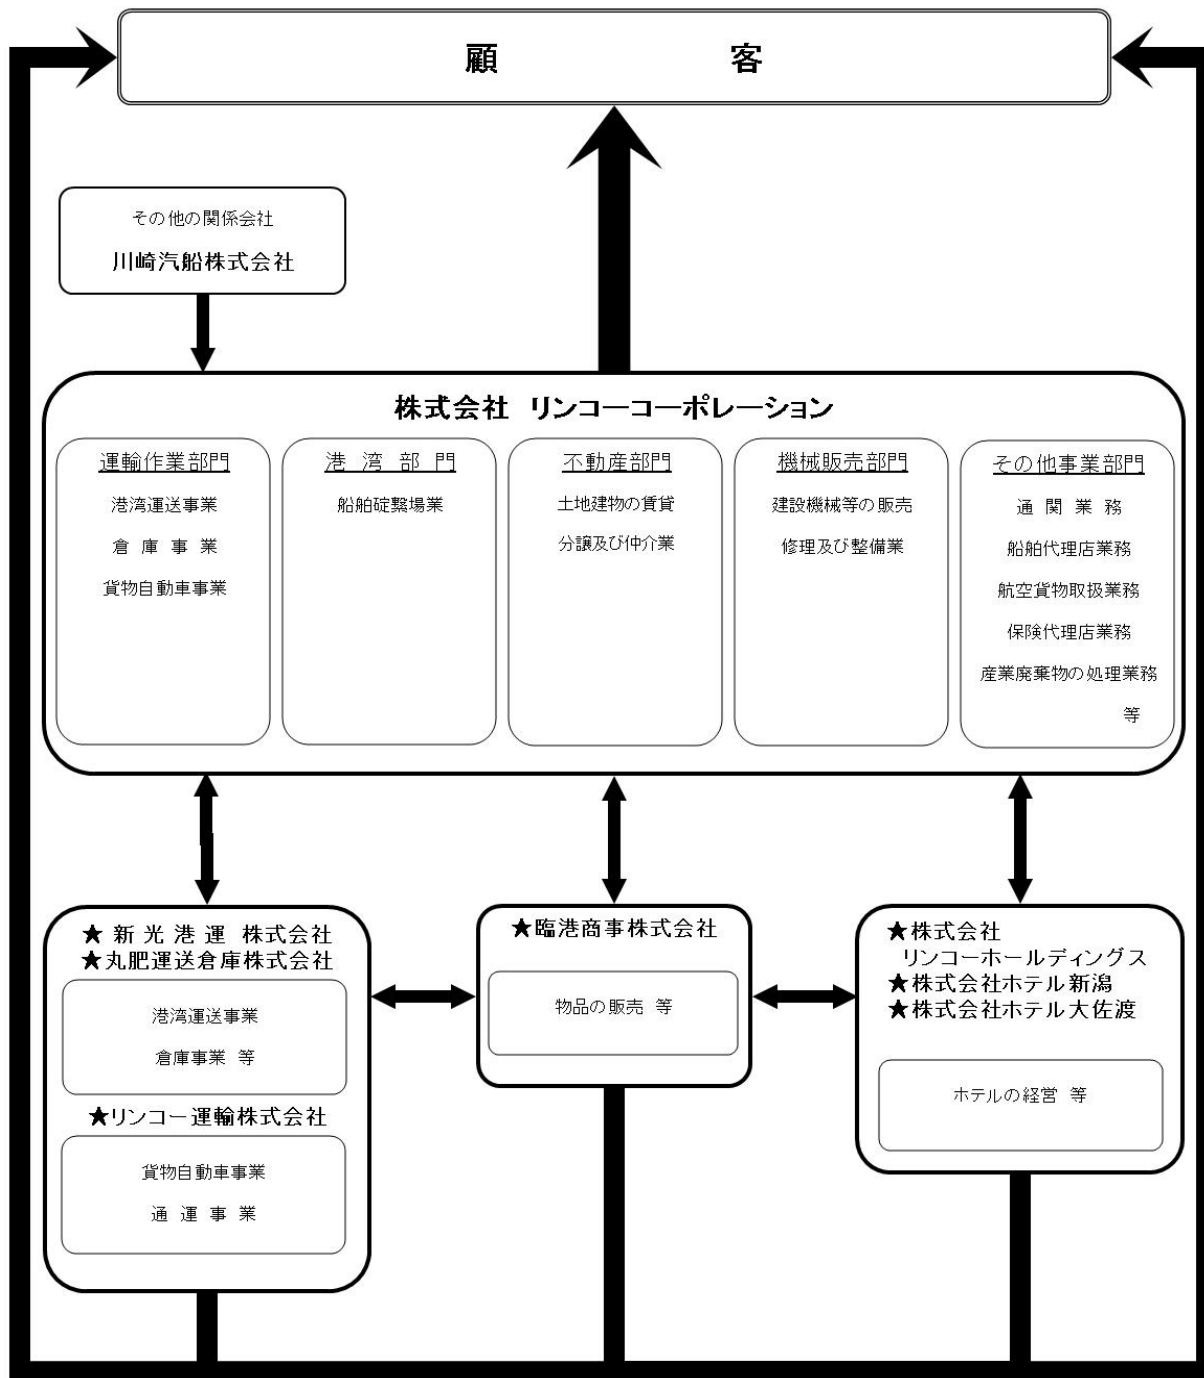 顧 客
その他の関係会社
川崎汽船株式会社
株式会社 リンコーコーポレーション
運輸作業部門
港湾運送事業
倉 庫 事 業
貨物自動車事業
港 湾 部 門
船舶碇繫場業
不動産部門
土地建物の賃貸
分譲及び仲介業
機械販売部門
建設機械等の販売
修理及び整備業
その他事業部門
通 関 業 務
船舶代理店業務
航空貨物取扱業務
保険代理店業務
産業廃棄物の処理業務
等
★ 新 光 港 運 株式会社
★丸肥運送倉庫株式会社
港湾運送事業
倉庫事業 等
★リンコー運輸株式会社
貨物自動車事業
通 運 事 業
★臨港商事株式会社
物品の販売 等
★株式会社
リンコーホールディングス
★株式会社ホテル新潟
★株式会社ホテル大佐渡
ホテルの経営 等